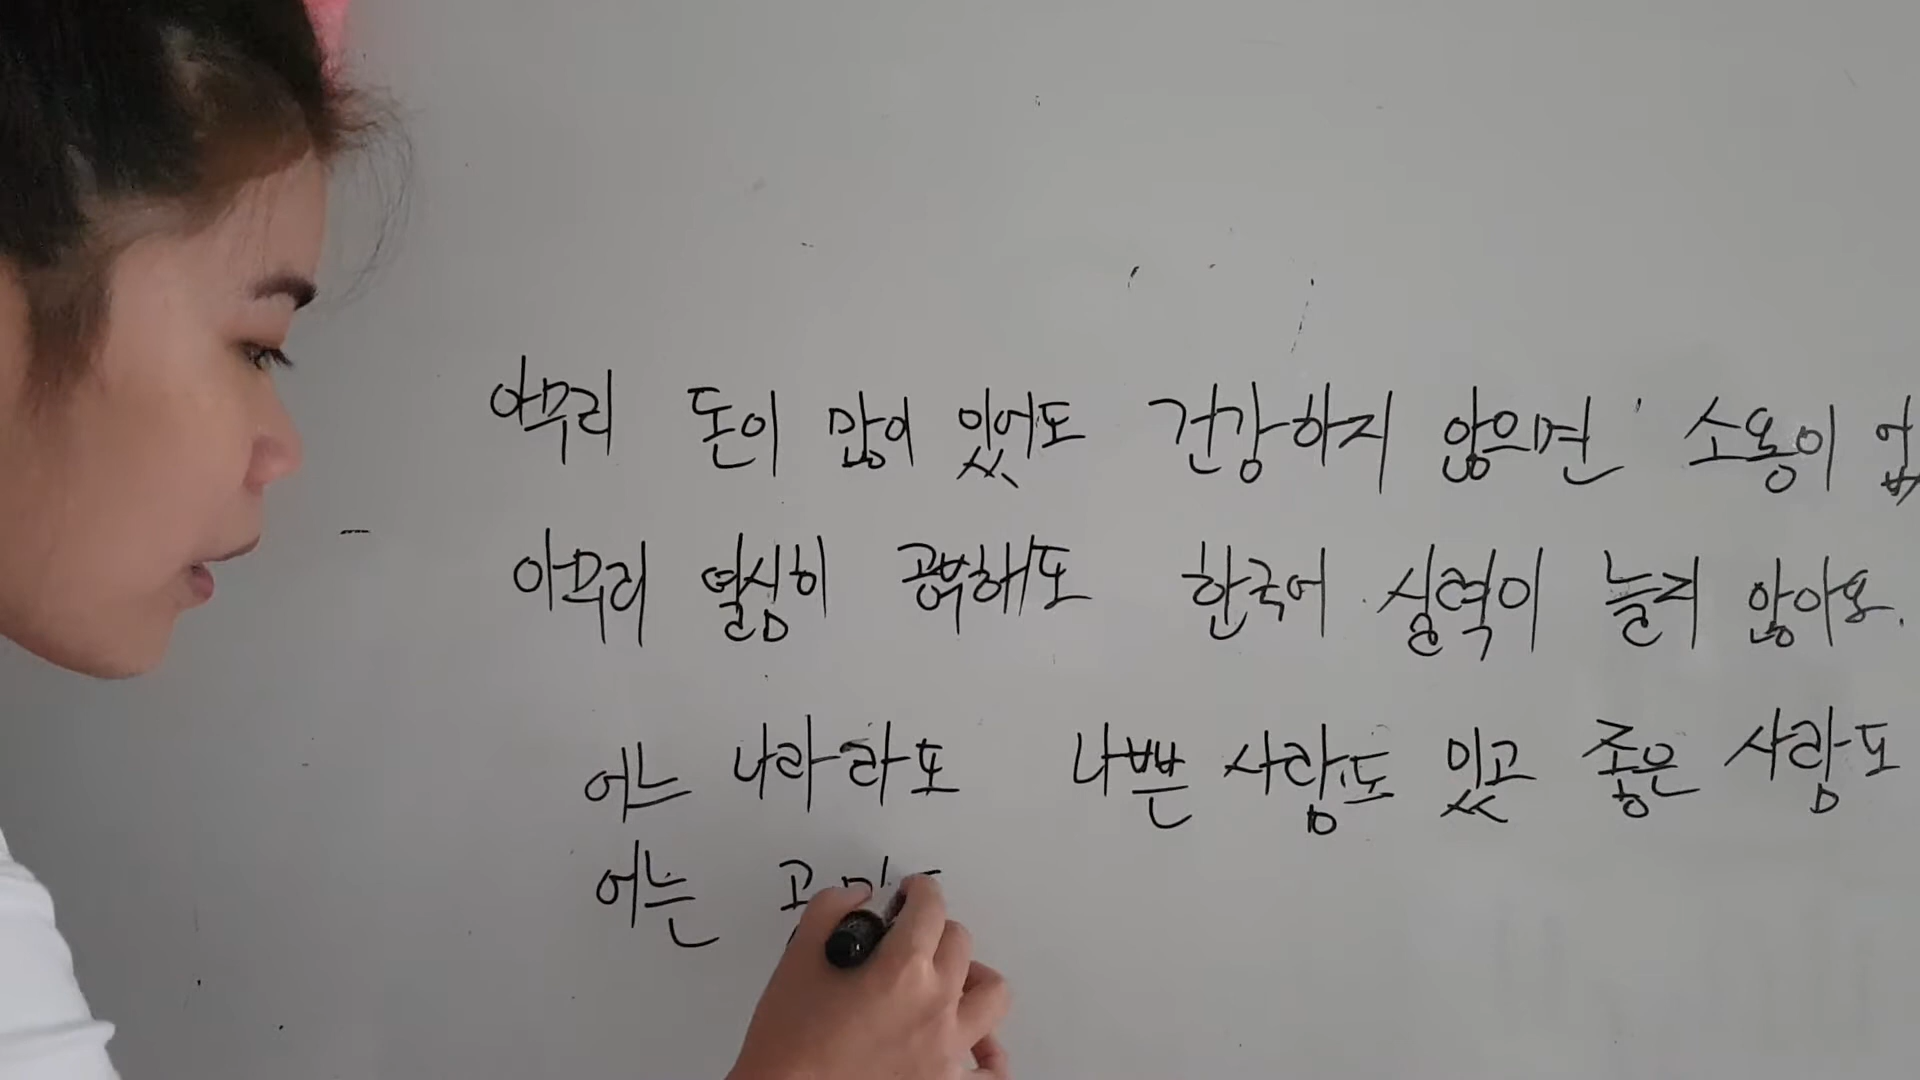 아무리 돈이 많이 있어도 건강하지 않으면 소용이
아무리 열심히 공부해도 한국어 실력이 늘지 않아요.
어느 나라라도 나쁜 사람도 있고 좋은 사람도
어는